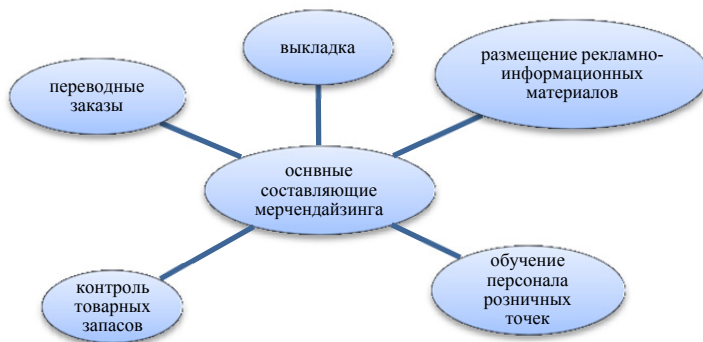 выкладка
размещение рекламно-
информационных
материалов
переводные
заказы
оснвные
составляющие
мерчендайзинга
контроль
товарных
запасов
обучение
персонала
розничных
точек